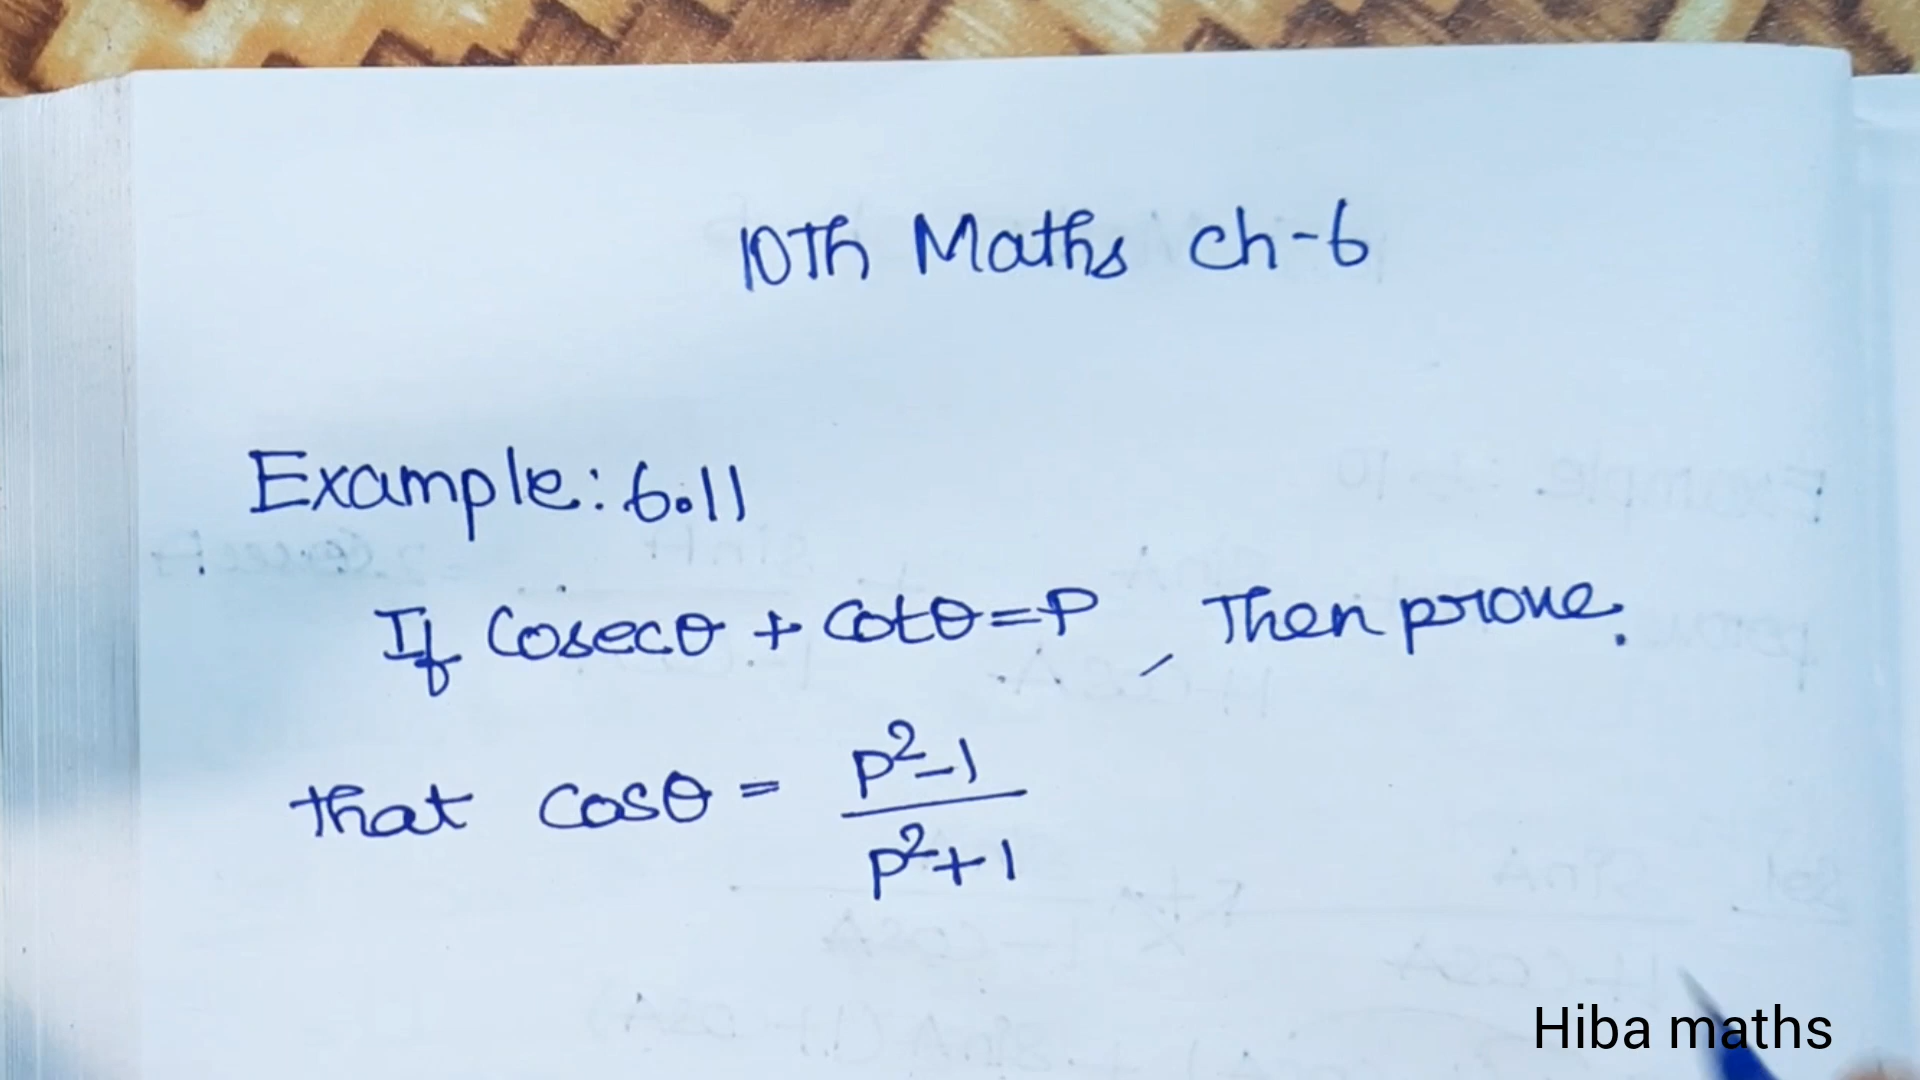 10Th Maths Ch-6
Example: 6.11
If Cosecθ + Cotθ = P, Then prove.
that cosθ = p²-1 / p²+1
Hiba maths